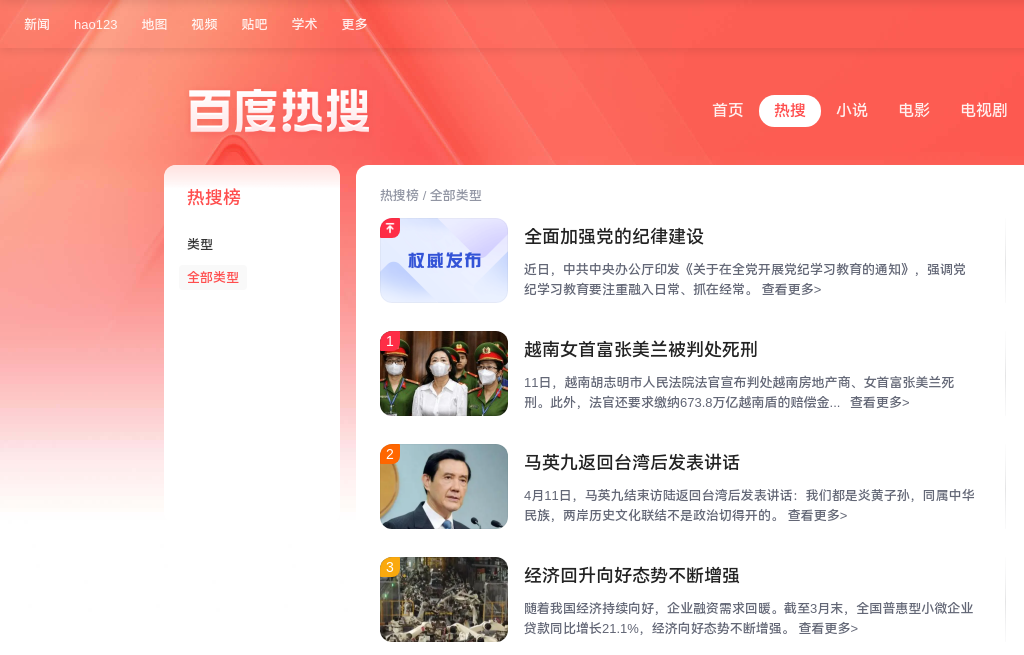 新闻 hao123 地图 视频 贴吧 学术 更多
百度热搜
首页 热搜 小说 电影 电视剧
热搜榜
类型
全部类型
热搜榜 / 全部类型
权威发布
全面加强党的纪律建设
近日，中共中央办公厅印发《关于在全党开展党纪学习教育的通知》，强调党
纪学习教育要注重融入日常、抓在经常。 查看更多>
1
越南女首富张美兰被判处死刑
11日，越南胡志明市人民法院法官宣布判处越南房地产商、女首富张美兰死
刑。此外，法官还要求缴纳673.8万亿越南盾的赔偿金... 查看更多>
2
马英九返回台湾后发表讲话
4月11日，马英九结束访陆返回台湾后发表讲话：我们都是炎黄子孙，同属中华
民族，两岸历史文化联结不是政治切得开的。 查看更多>
3
经济回升向好态势不断增强
随着我国经济持续向好，企业融资需求回暖。截至3月末，全国普惠型小微企业
贷款同比增长21.1%，经济向好态势不断增强。 查看更多>